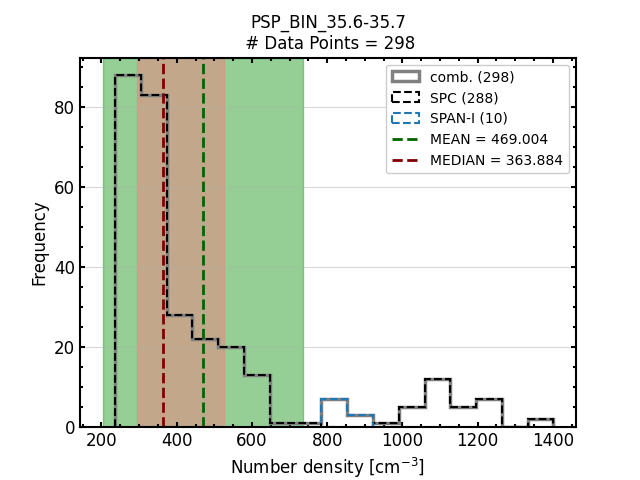 PSP_BIN_35.6-35.7
# Data Points = 298
comb. (298)
SPC (288)
SPAN-I (10)
MEAN = 469.004
MEDIAN = 363.884
Frequency
80
60
40
20
0
200 400 600 800 1000 1200 1400
Number density [cm⁻³]